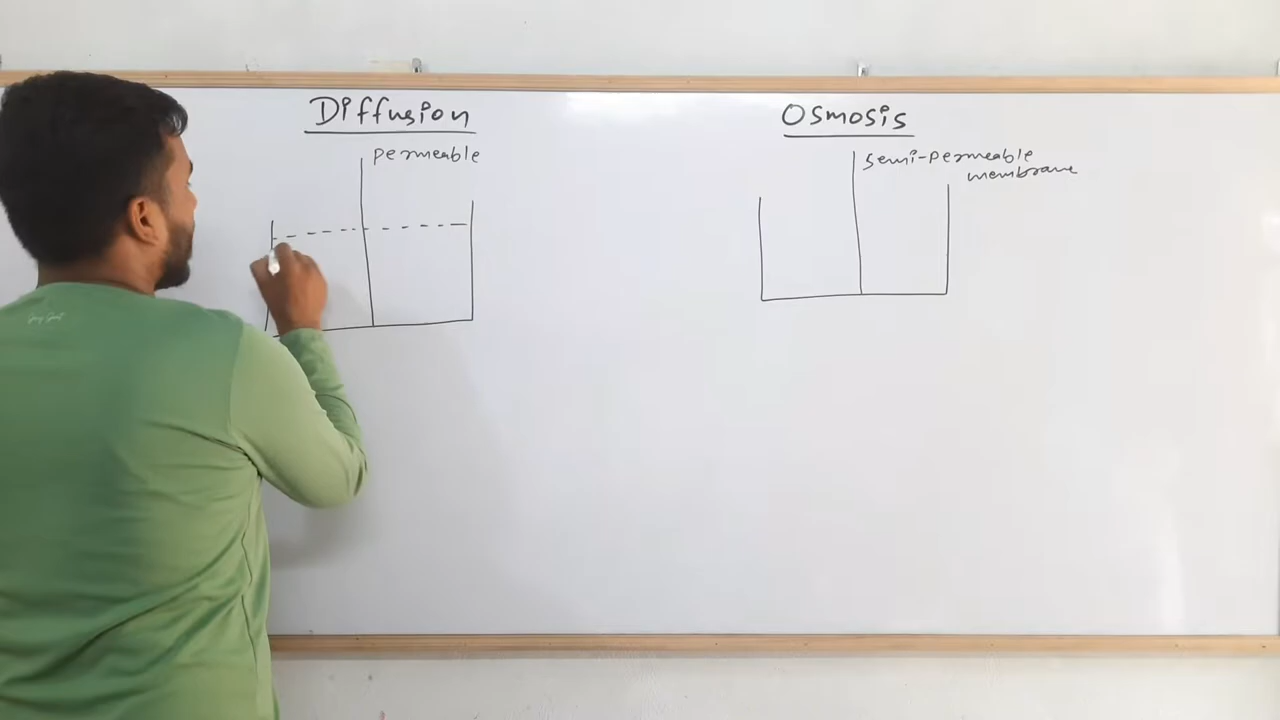 Diffusion
permeable
Osmosis
semi-permeable
membrane